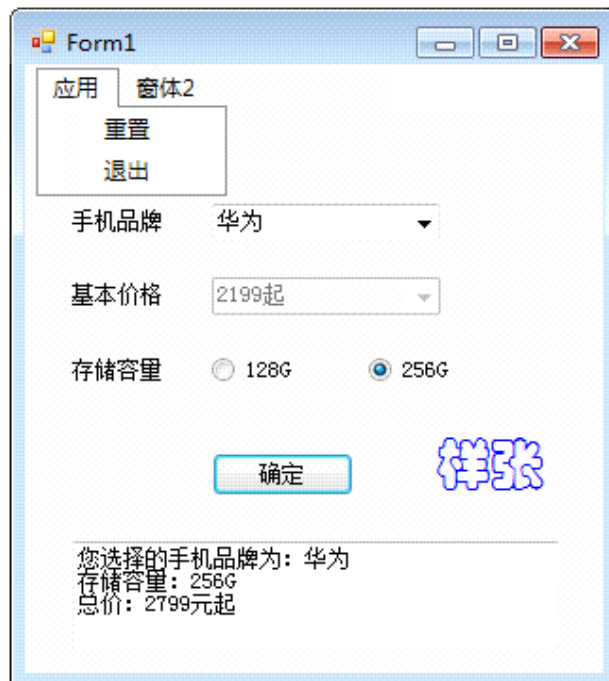 Form1
应用 窗体2
重置
退出
手机品牌 华为
基本价格 2199起
存储容量 128G 256G
确定 样张
您选择的手机品牌为：华为
存储容量：256G
总价：2799元起